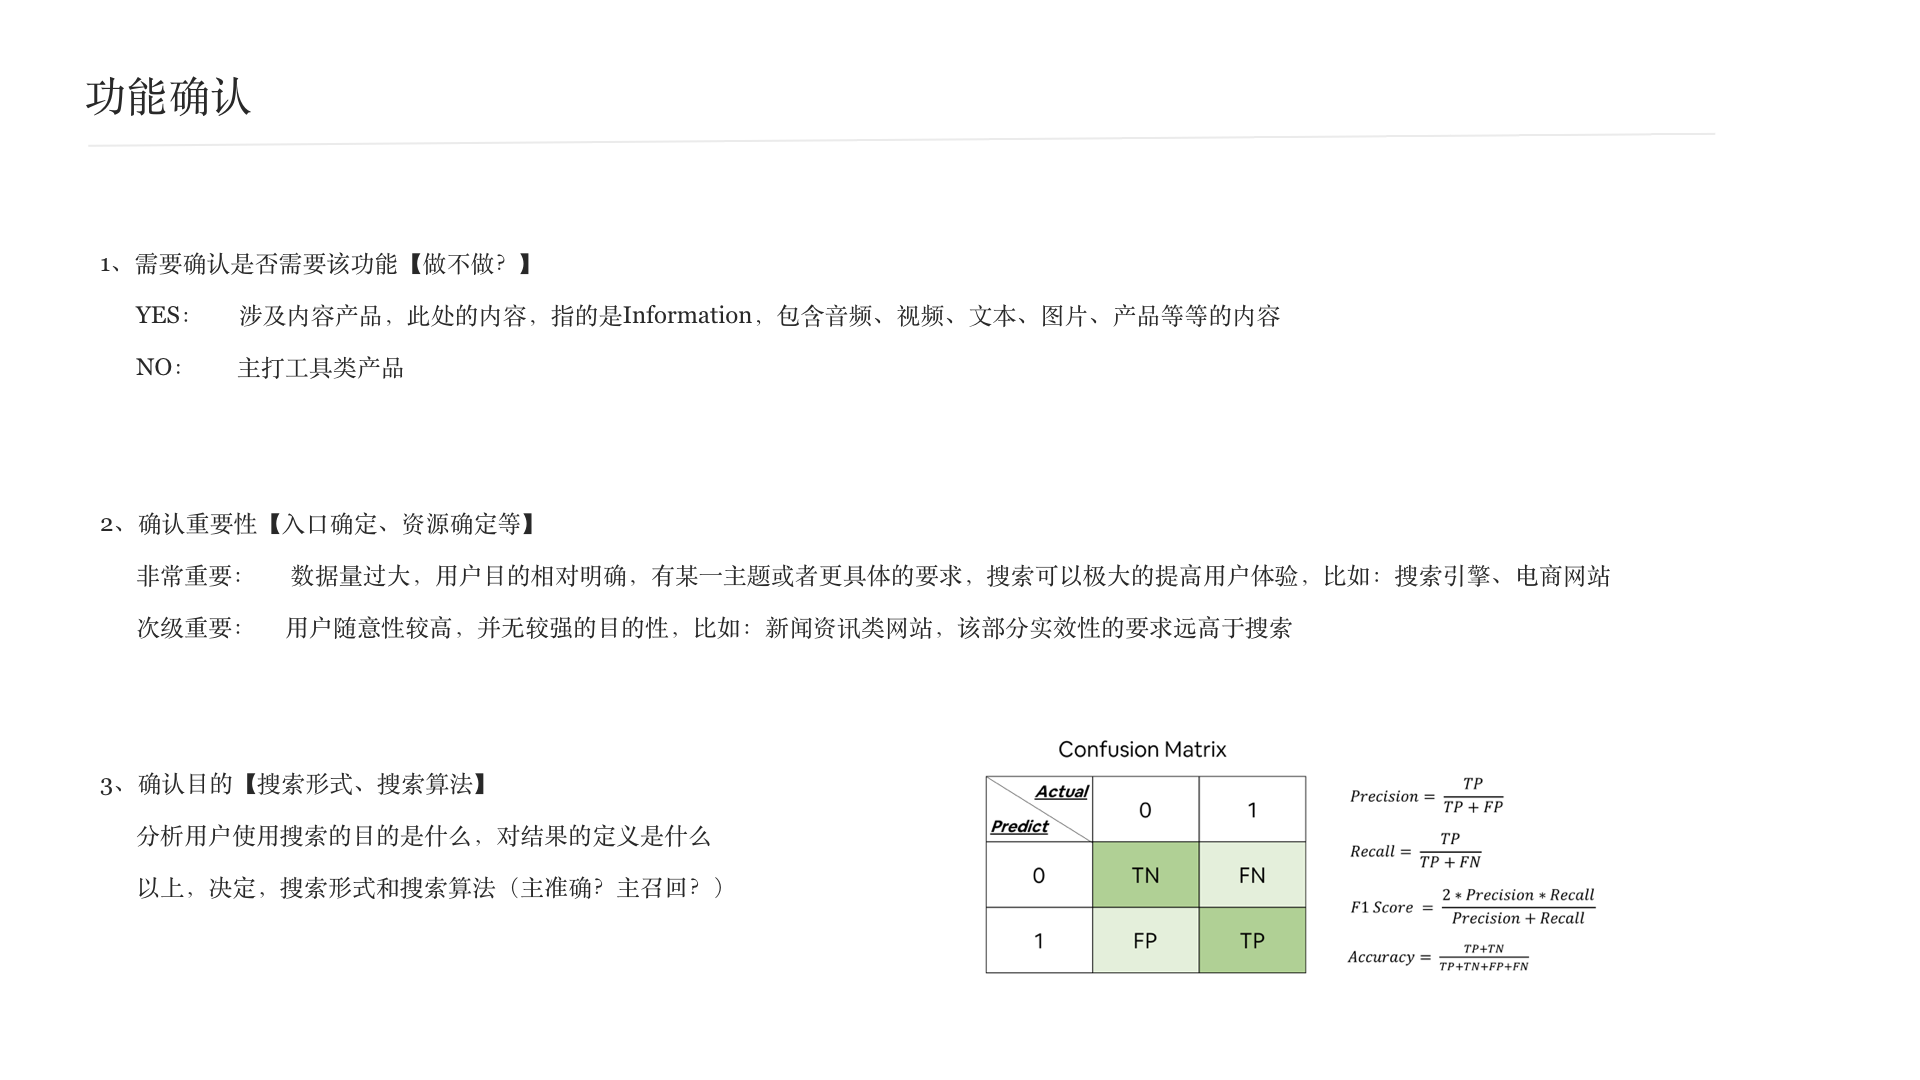 功能确认
1、需要确认是否需要该功能【做不做？】
YES： 涉及内容产品，此处的内容，指的是Information，包含音频、视频、文本、图片、产品等等的内容
NO： 主打工具类产品
2、确认重要性【入口确定、资源确定等】
非常重要： 数据量过大，用户目的相对明确，有某一主题或者更具体的要求，搜索可以极大的提高用户体验，比如：搜索引擎、电商网站
次级重要： 用户随意性较高，并无较强的目的性，比如：新闻资讯类网站，该部分实效性的要求远高于搜索
3、确认目的【搜索形式、搜索算法】
分析用户使用搜索的目的是什么，对结果的定义是什么
以上，决定，搜索形式和搜索算法（主准确？主召回？）
Confusion Matrix
Actual
Predict
0 1
0 TN FN
1 FP TP
Precision = TP / (TP + FP)
Recall = TP / (TP + FN)
F1 Score = 2 * Precision * Recall / (Precision + Recall)
Accuracy = TP+TN / (TP+TN+FP+FN)